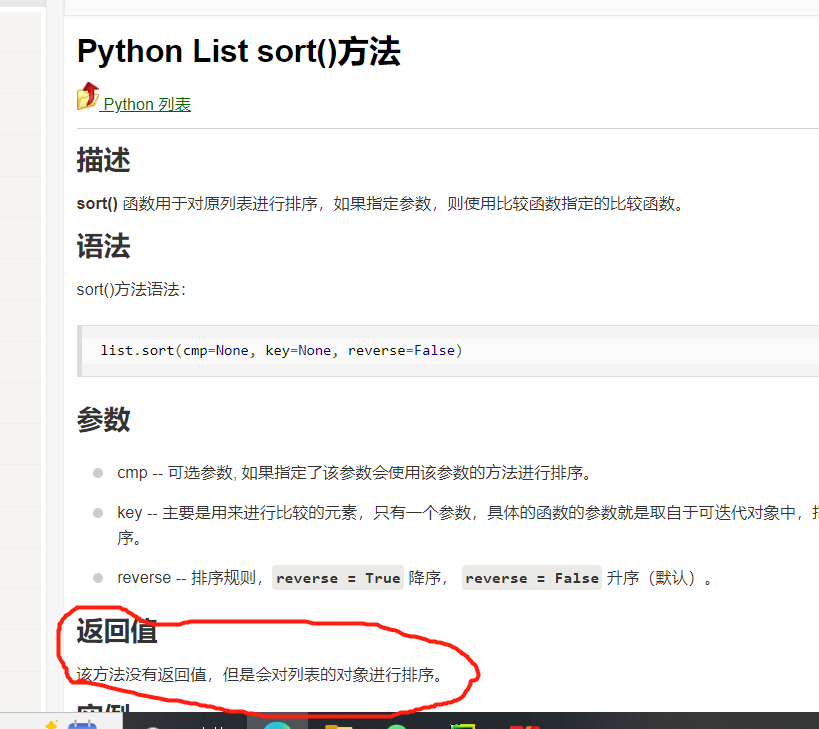 Python List sort()方法
Python 列表
描述
sort() 函数用于对原列表进行排序，如果指定参数，则使用比较函数指定的比较函数。
语法
sort()方法语法：
list.sort(cmp=None, key=None, reverse=False)
参数
cmp -- 可选参数, 如果指定了该参数会使用该参数的方法进行排序。
key -- 主要是用来进行比较的元素，只有一个参数，具体的函数的参数就是取自于可迭代对象中，
序。
reverse -- 排序规则，reverse = True 降序， reverse = False 升序（默认）。
返回值
该方法没有返回值，但是会对列表的对象进行排序。
实例